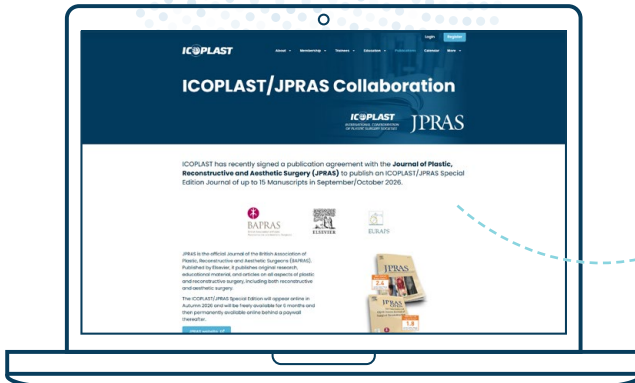 Login Register
ICOPLAST
About Membership Trainees Education Publications Calendar More
ICOPLAST/JPRAS Collaboration
ICOPLAST
INTERNATIONAL CONFEDERATION
OF PLASTIC SURGERY SOCIETIES
JPRAS
ICOPLAST has recently signed a publication agreement with the Journal of Plastic,
Reconstructive and Aesthetic Surgery (JPRAS) to publish an ICOPLAST/JPRAS Special
Edition Journal of up to 15 Manuscripts in September/October 2026.
BAPRAS
ELSEVIER
EURAPS
JPRAS is the official Journal of the British Association of
Plastic, Reconstructive and Aesthetic Surgeons (BAPRAS).
Published by Elsevier, it publishes original research,
educational material, and articles on all aspects of plastic
and reconstructive surgery, including both reconstructive
and aesthetic surgery.
The ICOPLAST/JPRAS Special Edition will appear online in
Autumn 2026 and will be freely available for 6 months and
then permanently available online behind a paywall
thereafter.
JPRAS
2.4
JPRAS
1.8